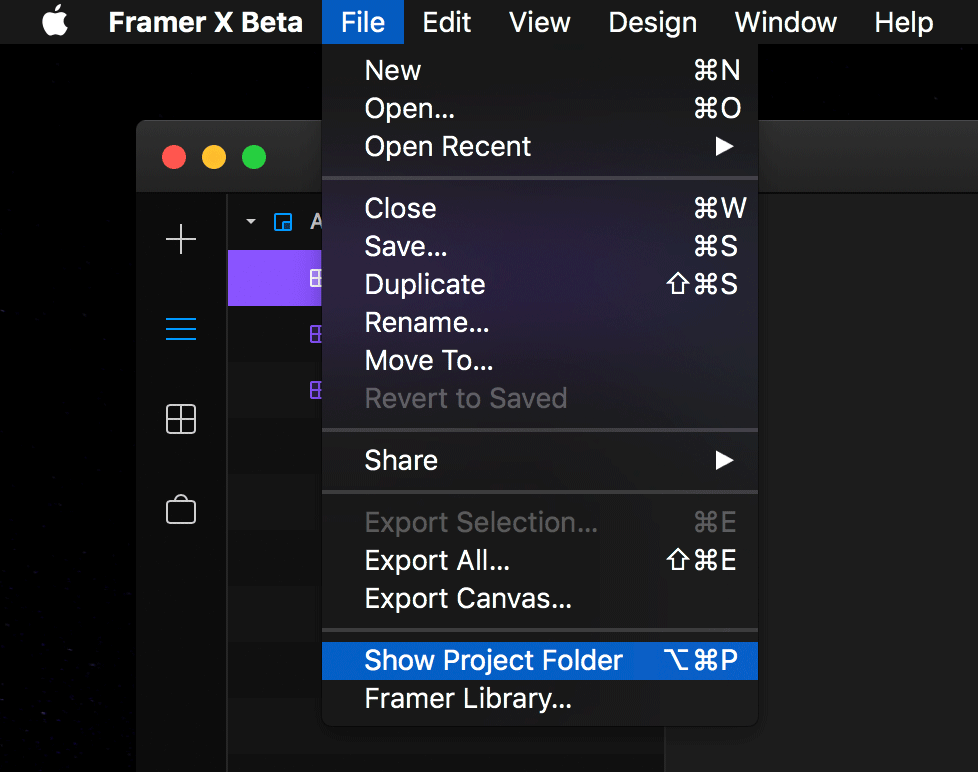 Framer X Beta File Edit View Design Window Help
New ⌘N
Open... ⌘O
Open Recent ▶
A
Close ⌘W
Save... ⌘S
Duplicate ⇧⌘S
Rename...
Move To...
Revert to Saved
Share ▶
Export Selection... ⌘E
Export All... ⇧⌘E
Export Canvas...
Show Project Folder ⌥⌘P
Framer Library...